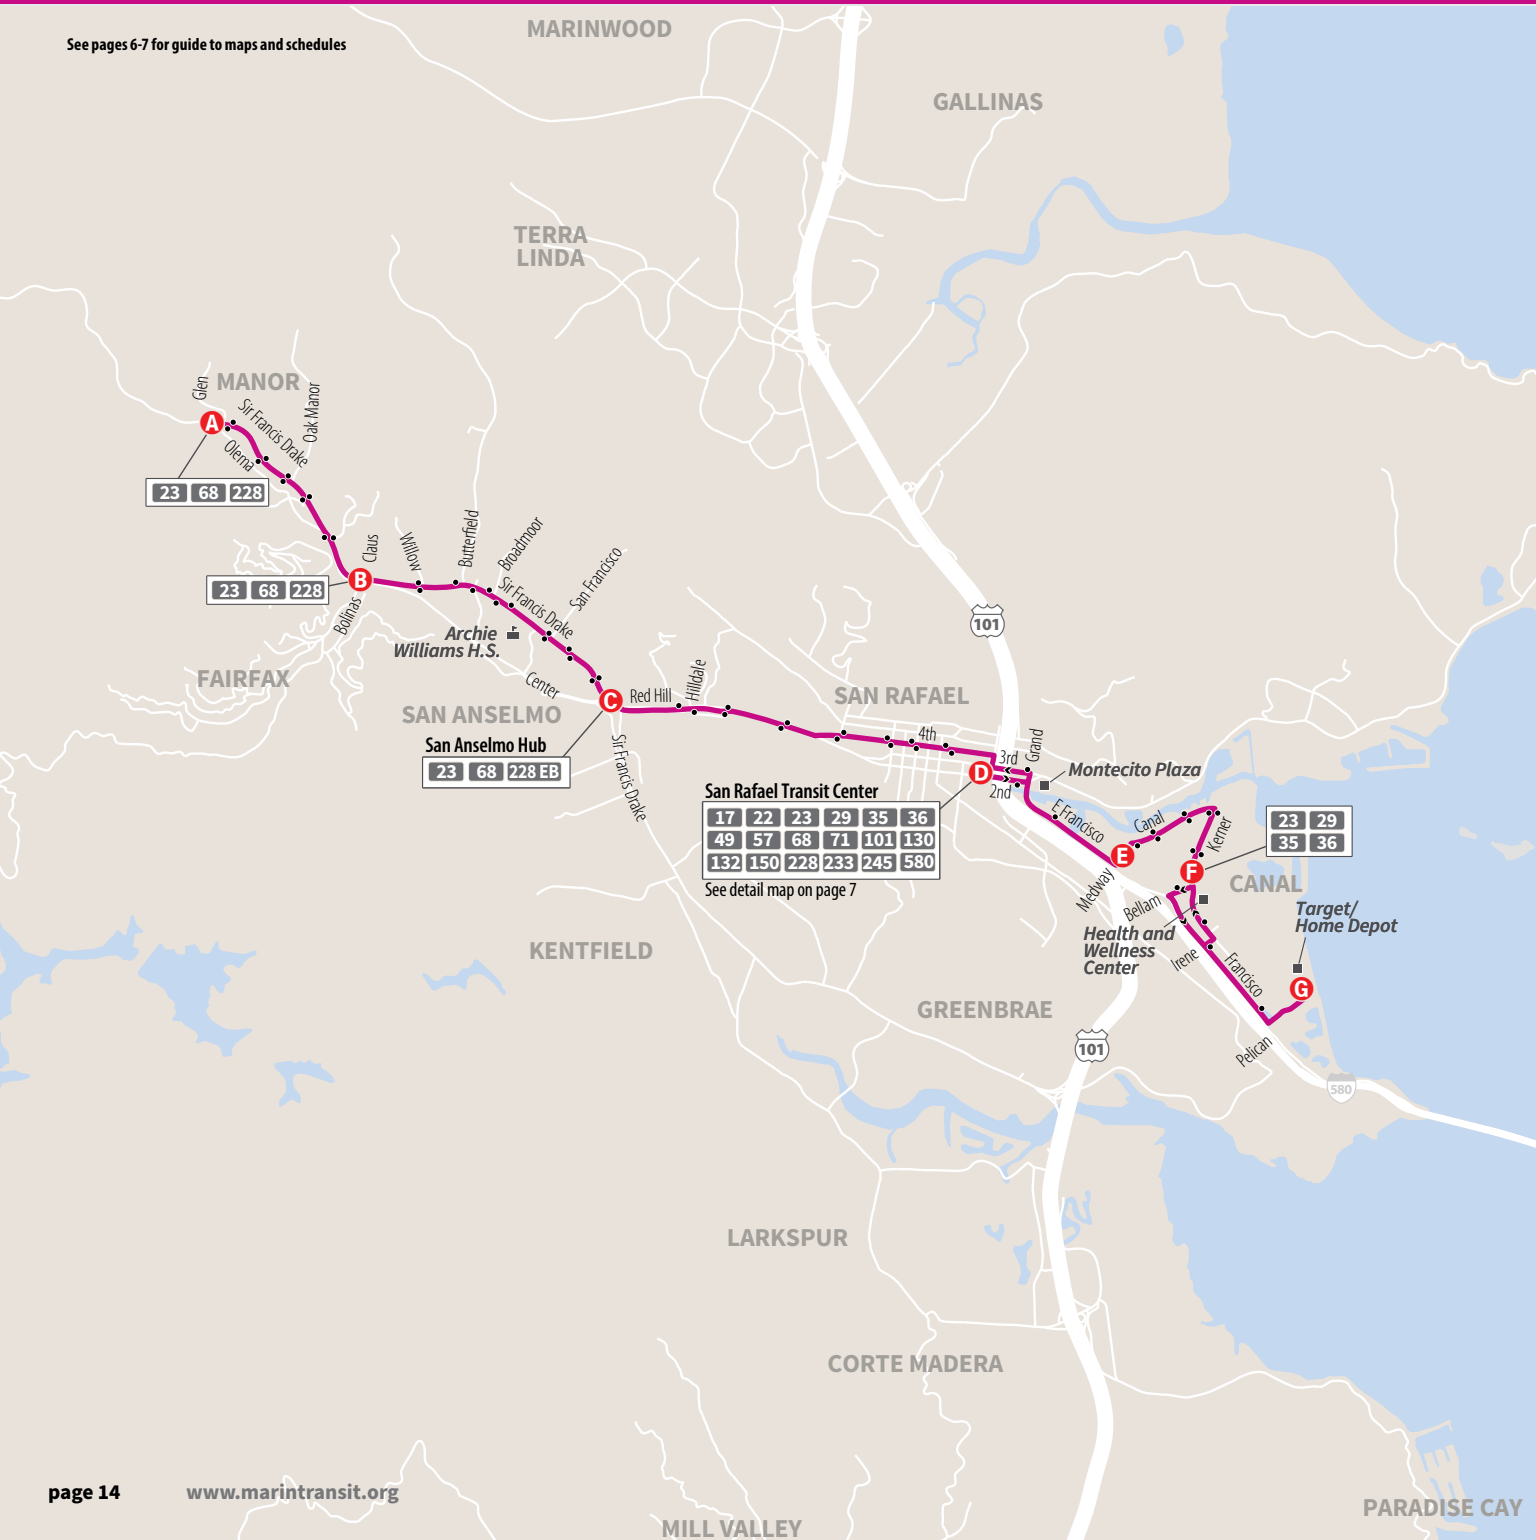 See pages 6-7 for guide to maps and schedules
MARINWOOD
GALLINAS
TERRA
LINDA
MANOR
Glen
Oak Manor
Sir Francis Drake
A
Olema
23 68 228
Claus
Willow
Butterfield
Broadmoor
San Francisco
B
Sir Francis Drake
23 68 228
Bolinas
Archie
Williams H.S.
101
FAIRFAX
Center
C
Red Hill
Hilldale
SAN ANSELMO
San Anselmo Hub
23 68 228 EB
Sir Francis Drake
SAN RAFAEL
4th
3rd
Grand
D
2nd
Montecito Plaza
San Rafael Transit Center
17 22 23 29 35 36
49 57 68 71 101 130
132 150 228 233 245 580
See detail map on page 7
E Francisco
Canal
Kerner
23 29
35 36
E
F
Medway
CANAL
Bellam
Health and
Wellness
Center
Target/
Home Depot
Irene
Francisco
G
KENTFIELD
GREENBRAE
101
Pelican
580
LARKSPUR
CORTE MADERA
page 14
www.marintransit.org
PARADISE CAY
MILL VALLEY